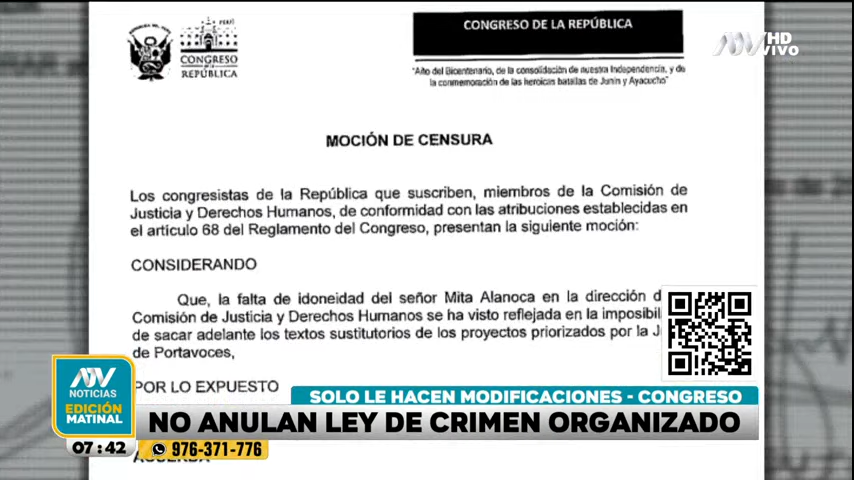 CONGRESO
REPÚBLICA
CONGRESO DE LA REPÚBLICA
"Año del Bicentenario, de la consolidación de nuestra Independencia, y de
la conmemoración de las heroicas batallas de Junín y Ayacucho"
HD
VIVO
MOCIÓN DE CENSURA
Los congresistas de la República que suscriben, miembros de la Comisión de
Justicia y Derechos Humanos, de conformidad con las atribuciones establecidas en
el artículo 68 del Reglamento del Congreso, presentan la siguiente moción:
CONSIDERANDO
Que, la falta de idoneidad del señor Mita Alanoca en la dirección d
Comisión de Justicia y Derechos Humanos se ha visto reflejada en la imposibil
de sacar adelante los textos sustitutorios de los proyectos priorizados por la J
de Portavoces,
POR LO EXPUESTO
SOLO LE HACEN MODIFICACIONES - CONGRESO
NO ANULAN LEY DE CRIMEN ORGANIZADO
NOTICIAS
EDICIÓN
MATINAL
07:42
976-371-776